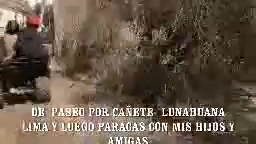 DE PASEO POR CAÑETE LUNAHUANA
LIMA Y LUEGO PARACAS CON MIS HIJOS Y
AMIGAS